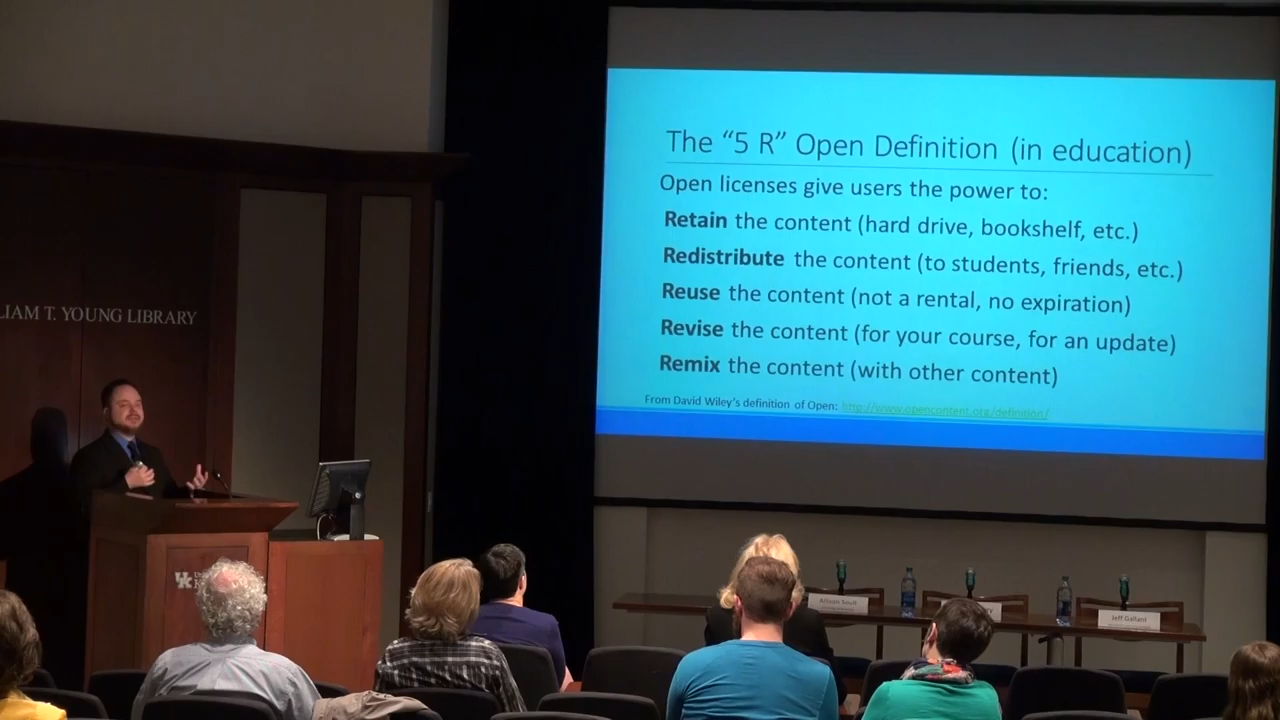 The “5 R” Open Definition (in education)
Open licenses give users the power to:
Retain the content (hard drive, bookshelf, etc.)
Redistribute the content (to students, friends, etc.)
Reuse the content (not a rental, no expiration)
Revise the content (for your course, for an update)
Remix the content (with other content)
From David Wiley's definition of Open: http://www.opencontent.org/definition/
LIAM T. YOUNG LIBRARY
UK
Allison Soult
Jeff Gallant